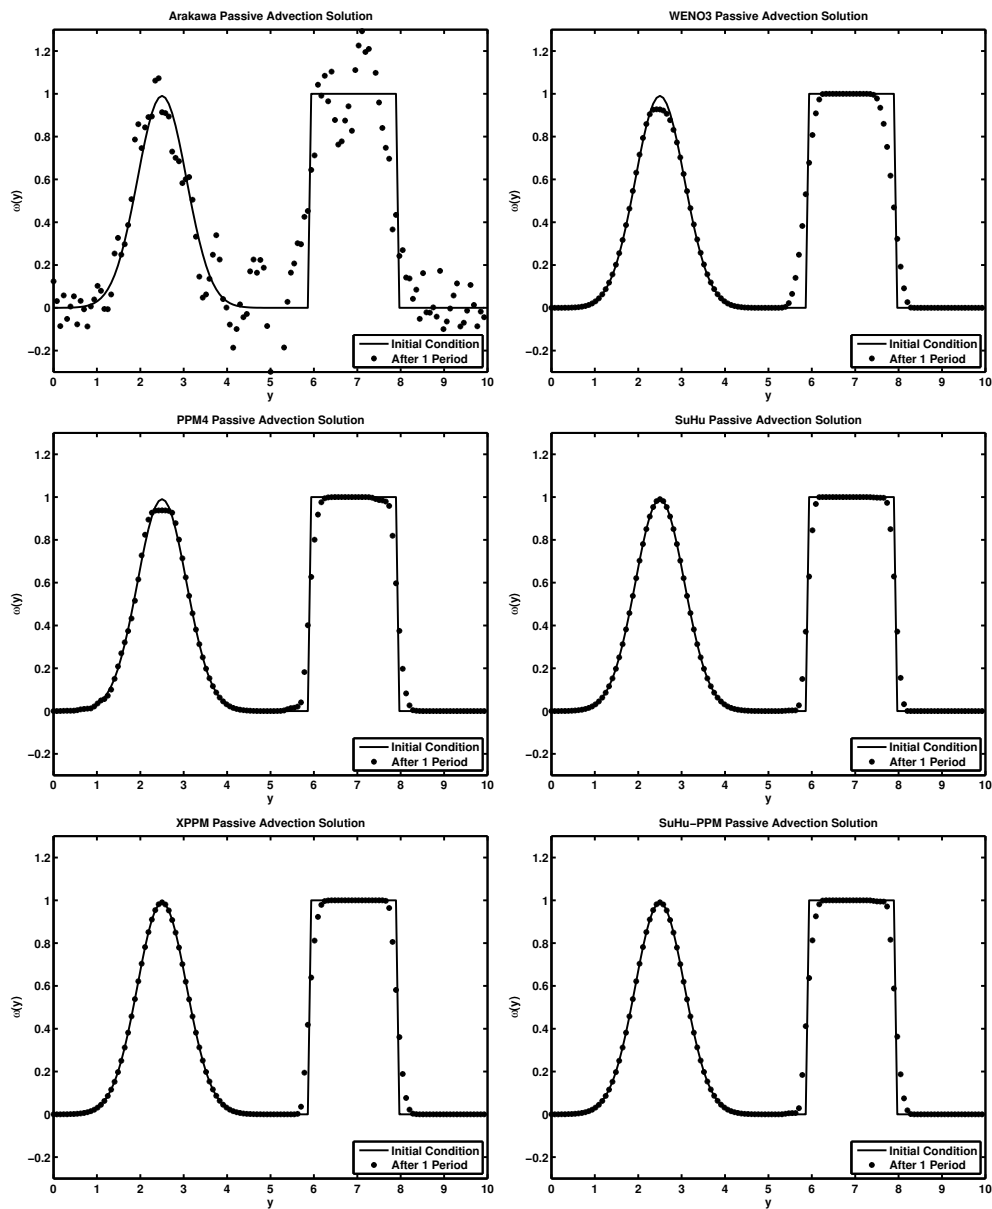 Arakawa Passive Advection Solution
1.2
1
0.8
0.6
0.4
0.2
0
−0.2
ω(y)
0 1 2 3 4 5 6 7 8 9 10
y
Initial Condition
After 1 Period
WENO3 Passive Advection Solution
1.2
1
0.8
0.6
0.4
0.2
0
−0.2
ω(y)
0 1 2 3 4 5 6 7 8 9 10
y
Initial Condition
After 1 Period
PPM4 Passive Advection Solution
1.2
1
0.8
0.6
0.4
0.2
0
−0.2
ω(y)
0 1 2 3 4 5 6 7 8 9 10
y
Initial Condition
After 1 Period
SuHu Passive Advection Solution
1.2
1
0.8
0.6
0.4
0.2
0
−0.2
ω(y)
0 1 2 3 4 5 6 7 8 9 10
y
Initial Condition
After 1 Period
XPPM Passive Advection Solution
1.2
1
0.8
0.6
0.4
0.2
0
−0.2
ω(y)
0 1 2 3 4 5 6 7 8 9 10
y
Initial Condition
After 1 Period
SuHu−PPM Passive Advection Solution
1.2
1
0.8
0.6
0.4
0.2
0
−0.2
ω(y)
0 1 2 3 4 5 6 7 8 9 10
y
Initial Condition
After 1 Period